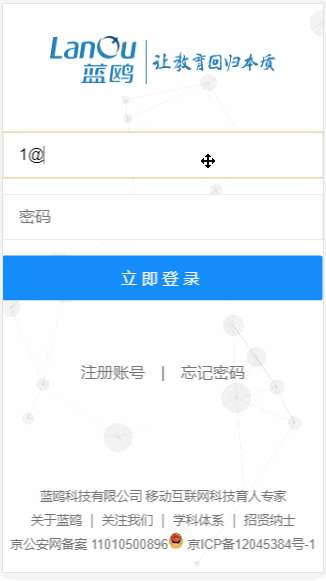 LanOu
蓝鸥
让教育回归本质
1@
密码
立即登录
注册账号 | 忘记密码
蓝鸥科技有限公司 移动互联网科技育人专家
关于蓝鸥 | 关注我们 | 学科体系 | 招贤纳士
京公安网备案 11010500896 京ICP备12045384号-1